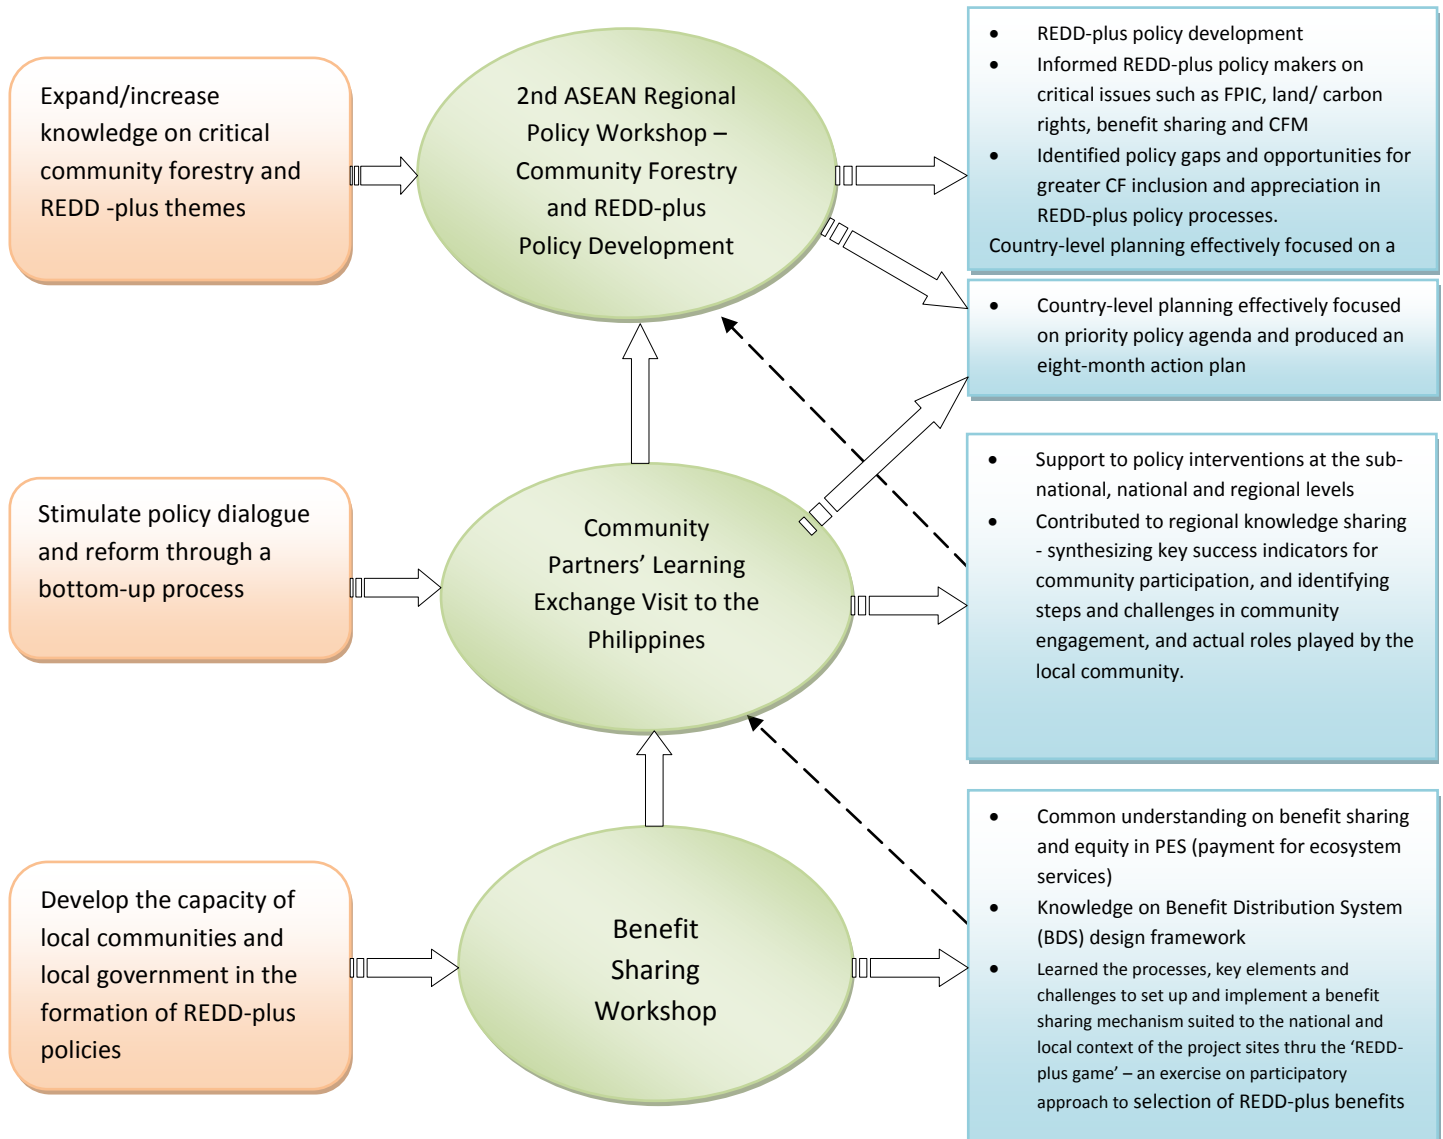 Expand/increase
knowledge on critical
community forestry and
REDD -plus themes
2nd ASEAN Regional
Policy Workshop –
Community Forestry
and REDD-plus
Policy Development
• REDD-plus policy development
• Informed REDD-plus policy makers on
critical issues such as FPIC, land/ carbon
rights, benefit sharing and CFM
• Identified policy gaps and opportunities for
greater CF inclusion and appreciation in
REDD-plus policy processes.
Country-level planning effectively focused on a
• Country-level planning effectively focused
on priority policy agenda and produced an
eight-month action plan
Stimulate policy dialogue
and reform through a
bottom-up process
Community
Partners’ Learning
Exchange Visit to the
Philippines
• Support to policy interventions at the sub-
national, national and regional levels
• Contributed to regional knowledge sharing
- synthesizing key success indicators for
community participation, and identifying
steps and challenges in community
engagement, and actual roles played by the
local community.
Develop the capacity of
local communities and
local government in the
formation of REDD-plus
policies
Benefit
Sharing
Workshop
• Common understanding on benefit sharing
and equity in PES (payment for ecosystem
services)
• Knowledge on Benefit Distribution System
(BDS) design framework
• Learned the processes, key elements and
challenges to set up and implement a benefit
sharing mechanism suited to the national and
local context of the project sites thru the ‘REDD-
plus game’ – an exercise on participatory
approach to selection of REDD-plus benefits